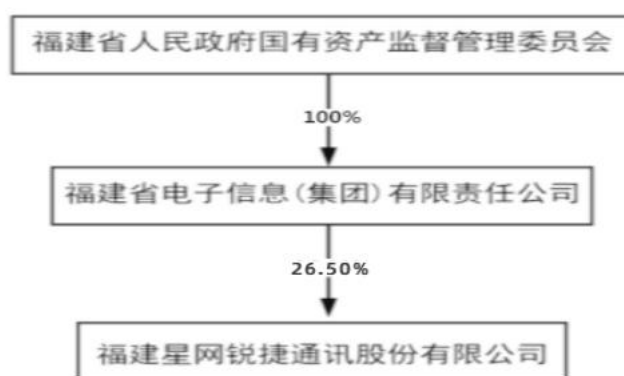 福建省人民政府国有资产监督管理委员会
100%
福建省电子信息(集团)有限责任公司
26.50%
福建星网锐捷通讯股份有限公司